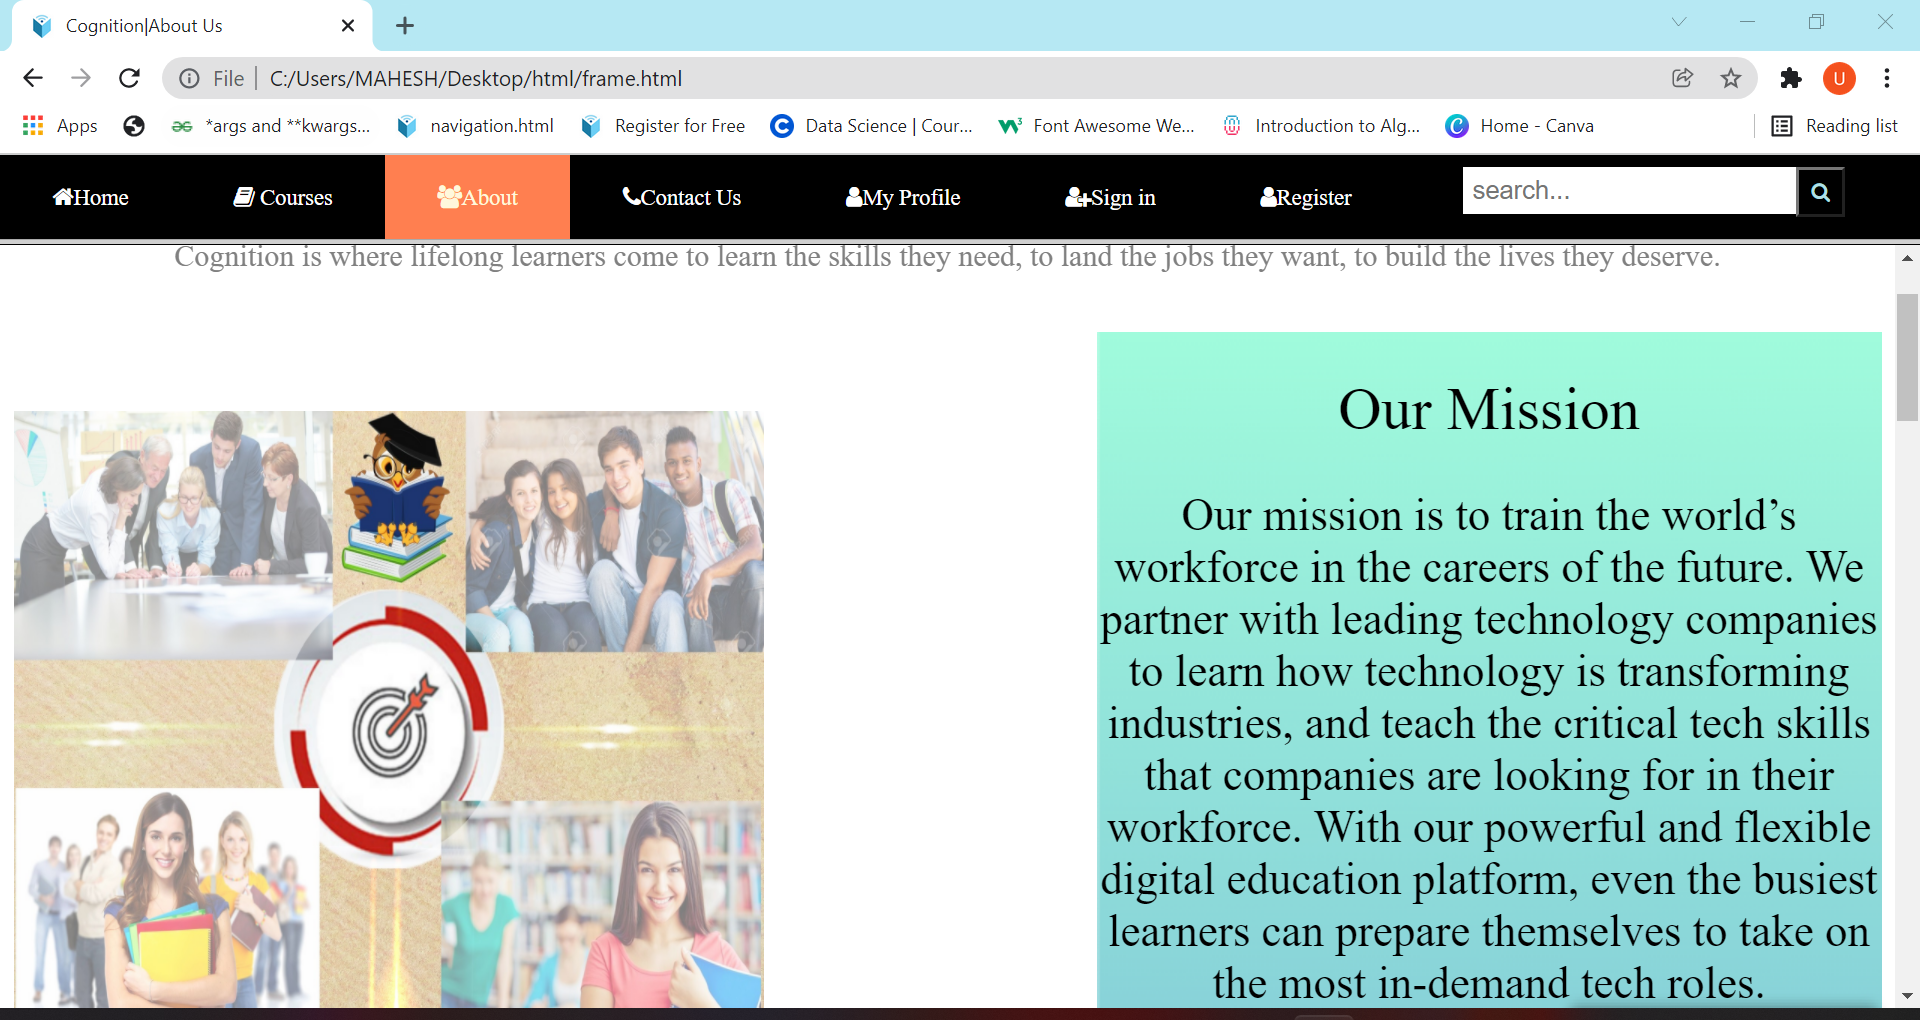 Cognition|About Us
File
C:/Users/MAHESH/Desktop/html/frame.html
U
Apps
*args and **kwargs...
navigation.html
Register for Free
Data Science | Cour...
Font Awesome We...
Introduction to Alg...
Home - Canva
Reading list
Home
Courses
About
Contact Us
My Profile
Sign in
Register
search...
Cognition is where lifelong learners come to learn the skills they need, to land the jobs they want, to build the lives they deserve.
Our Mission
Our mission is to train the world’s
workforce in the careers of the future. We
partner with leading technology companies
to learn how technology is transforming
industries, and teach the critical tech skills
that companies are looking for in their
workforce. With our powerful and flexible
digital education platform, even the busiest
learners can prepare themselves to take on
the most in-demand tech roles.